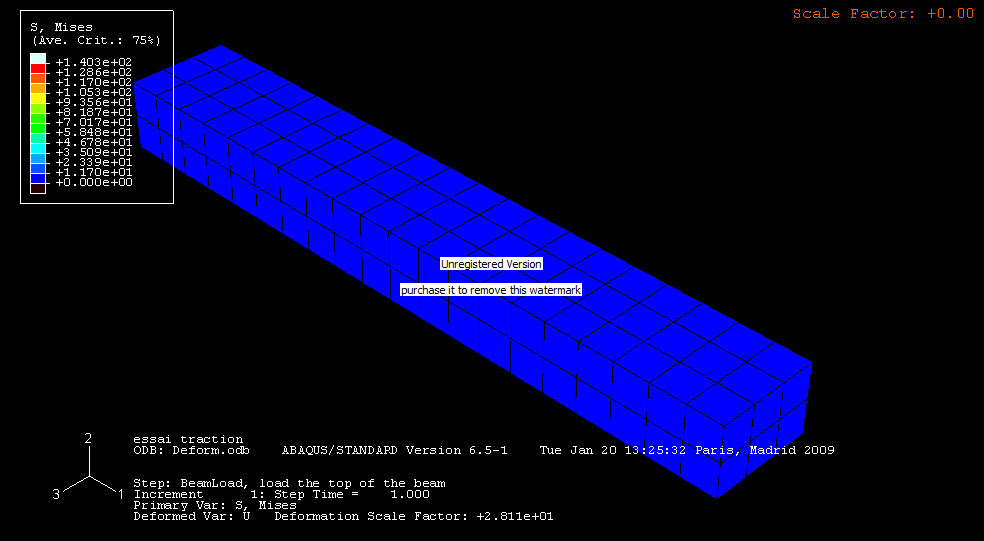 Scale Factor: +0.00
S, Mises
(Ave. Crit.: 75%)
+1.403e+02
+1.286e+02
+1.170e+02
+1.053e+02
+9.356e+01
+8.187e+01
+7.017e+01
+5.848e+01
+4.678e+01
+3.509e+01
+2.339e+01
+1.170e+01
+0.000e+00
Unregistered Version
purchase it to remove this watermark
2
3
1
essai traction
ODB: Deform.odb ABAQUS/STANDARD Version 6.5-1 Tue Jan 20 13:25:32 Paris, Madrid 2009
Step: BeamLoad, load the top of the beam
Increment 1: Step Time = 1.000
Primary Var: S, Mises
Deformed Var: U Deformation Scale Factor: +2.811e+01